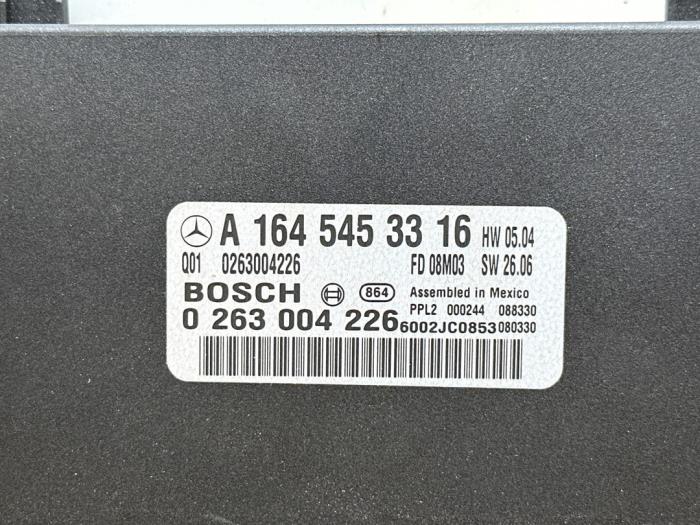 A 164 545 33 16 HW 05.04
Q01 0263004226 FD 08M03 SW 26.06
BOSCH 864 Assembled in Mexico
PPL2 000244 088330
0 263 004 226 6002JC0853 080330